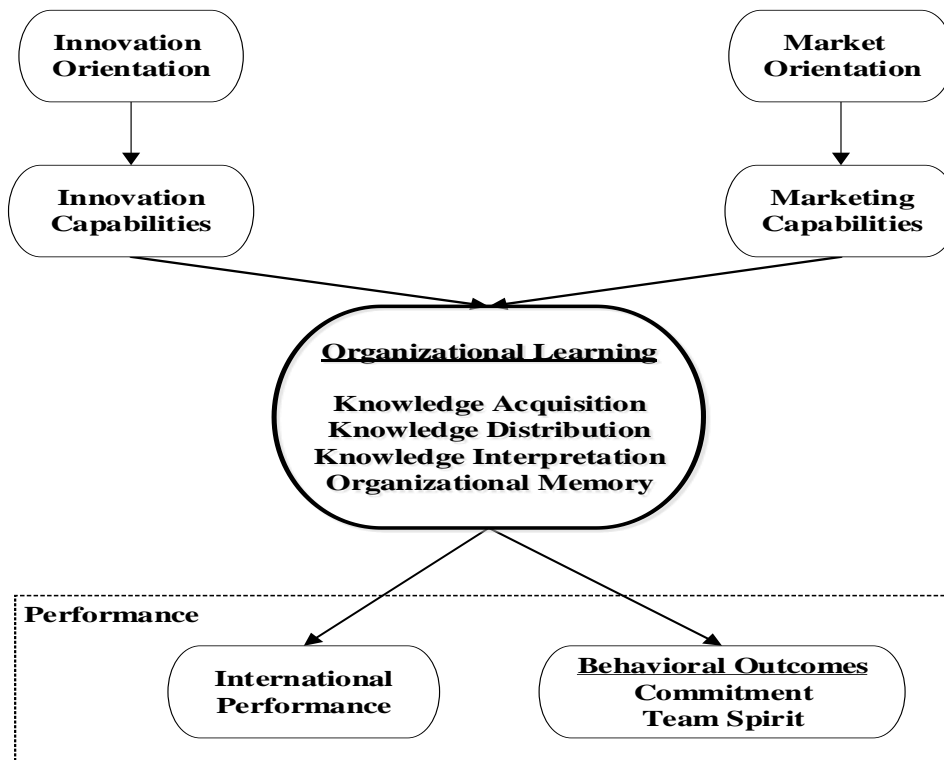 Innovation
Orientation
Market
Orientation
Innovation
Capabilities
Marketing
Capabilities
Organizational Learning
Knowledge Acquisition
Knowledge Distribution
Knowledge Interpretation
Organizational Memory
Performance
International
Performance
Behavioral Outcomes
Commitment
Team Spirit